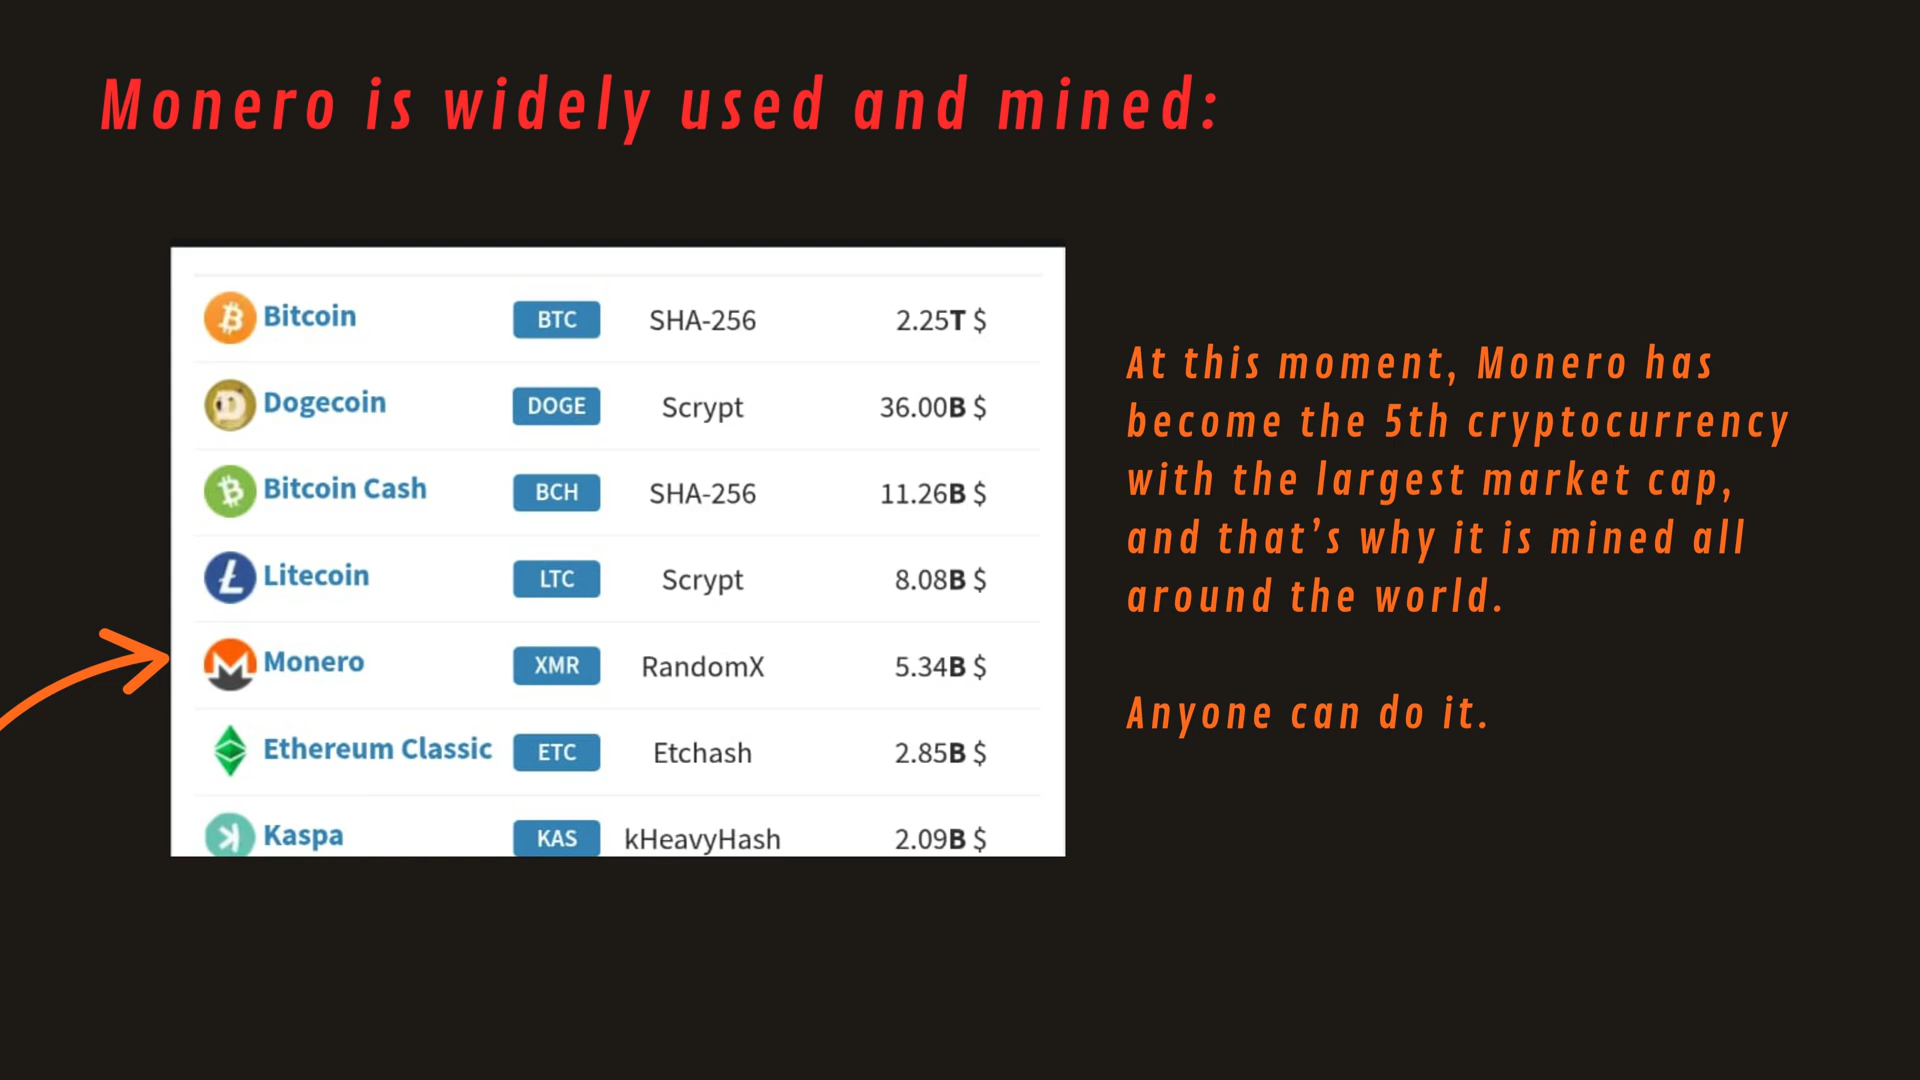 Monero is widely used and mined:
Bitcoin BTC SHA-256 2.25T $
Dogecoin DOGE Scrypt 36.00B $
Bitcoin Cash BCH SHA-256 11.26B $
Litecoin LTC Scrypt 8.08B $
Monero XMR RandomX 5.34B $
Ethereum Classic ETC Etchash 2.85B $
Kaspa KAS kHeavyHash 2.09B $
At this moment, Monero has
become the 5th cryptocurrency
with the largest market cap,
and that's why it is mined all
around the world.
Anyone can do it.